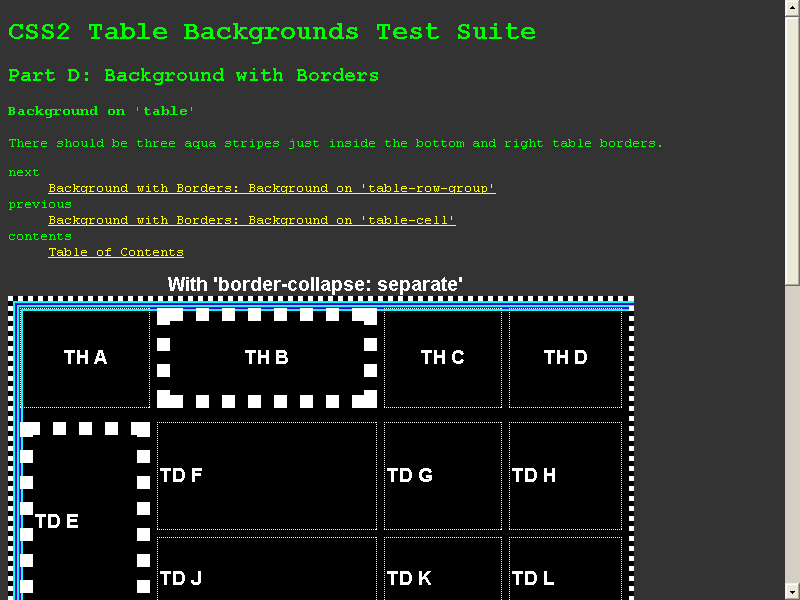 CSS2 Table Backgrounds Test Suite
Part D: Background with Borders
Background on 'table'
There should be three aqua stripes just inside the bottom and right table borders.
next
Background with Borders: Background on 'table-row-group'
previous
Background with Borders: Background on 'table-cell'
contents
Table of Contents
With 'border-collapse: separate'
TH A TH B TH C TH D
TD F TD G TD H
TD E
TD J TD K TD L